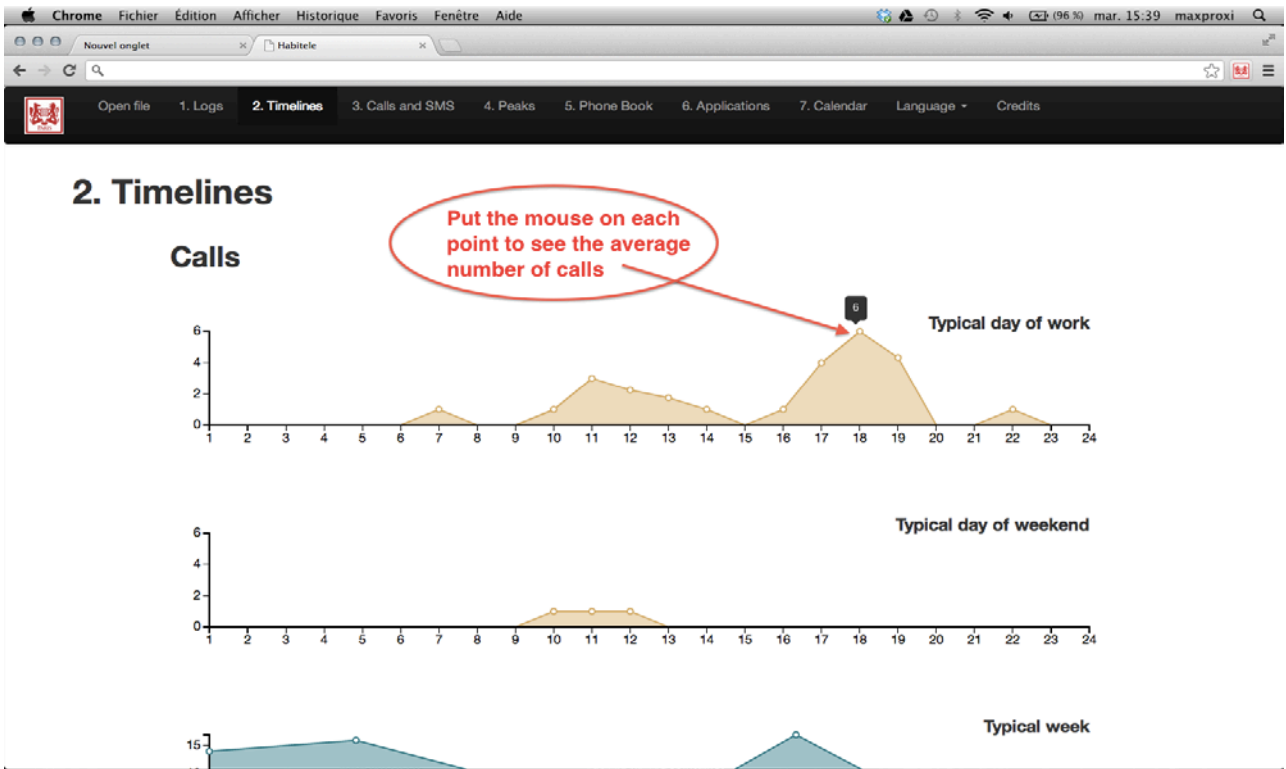 Chrome Fichier Édition Afficher Historique Favoris Fenêtre Aide (96 %) mar. 15:39 maxproxi
Nouvel onglet Habitele
Open file 1. Logs 2. Timelines 3. Calls and SMS 4. Peaks 5. Phone Book 6. Applications 7. Calendar Language Credits
2. Timelines
Put the mouse on each
point to see the average
number of calls
Calls
6
Typical day of work
6
4
2
0
1 2 3 4 5 6 7 8 9 10 11 12 13 14 15 16 17 18 19 20 21 22 23 24
Typical day of weekend
6
4
2
0
1 2 3 4 5 6 7 8 9 10 11 12 13 14 15 16 17 18 19 20 21 22 23 24
Typical week
15